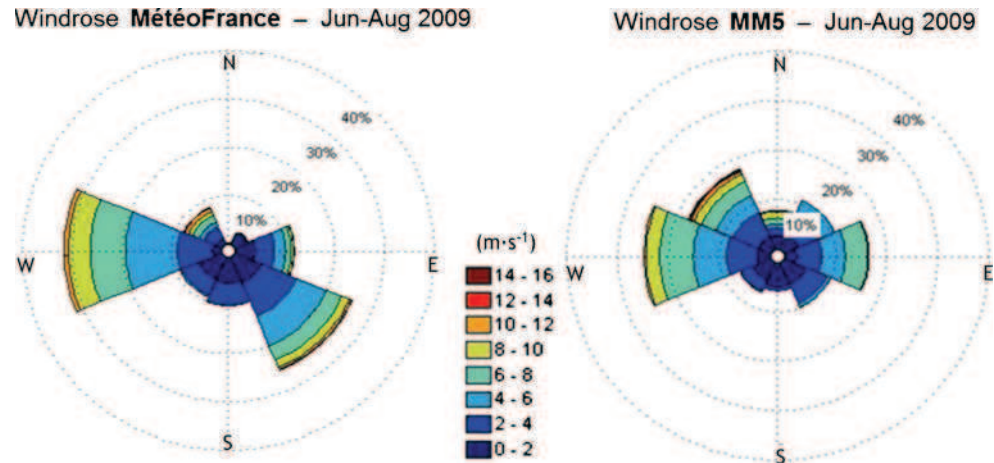 Windrose MétéoFrance – Jun-Aug 2009
N
40%
30%
20%
10%
W
E
S
Windrose MM5 – Jun-Aug 2009
N
40%
30%
20%
10%
W
E
S
(m·s⁻¹)
14 - 16
12 - 14
10 - 12
8 - 10
6 - 8
4 - 6
2 - 4
0 - 2